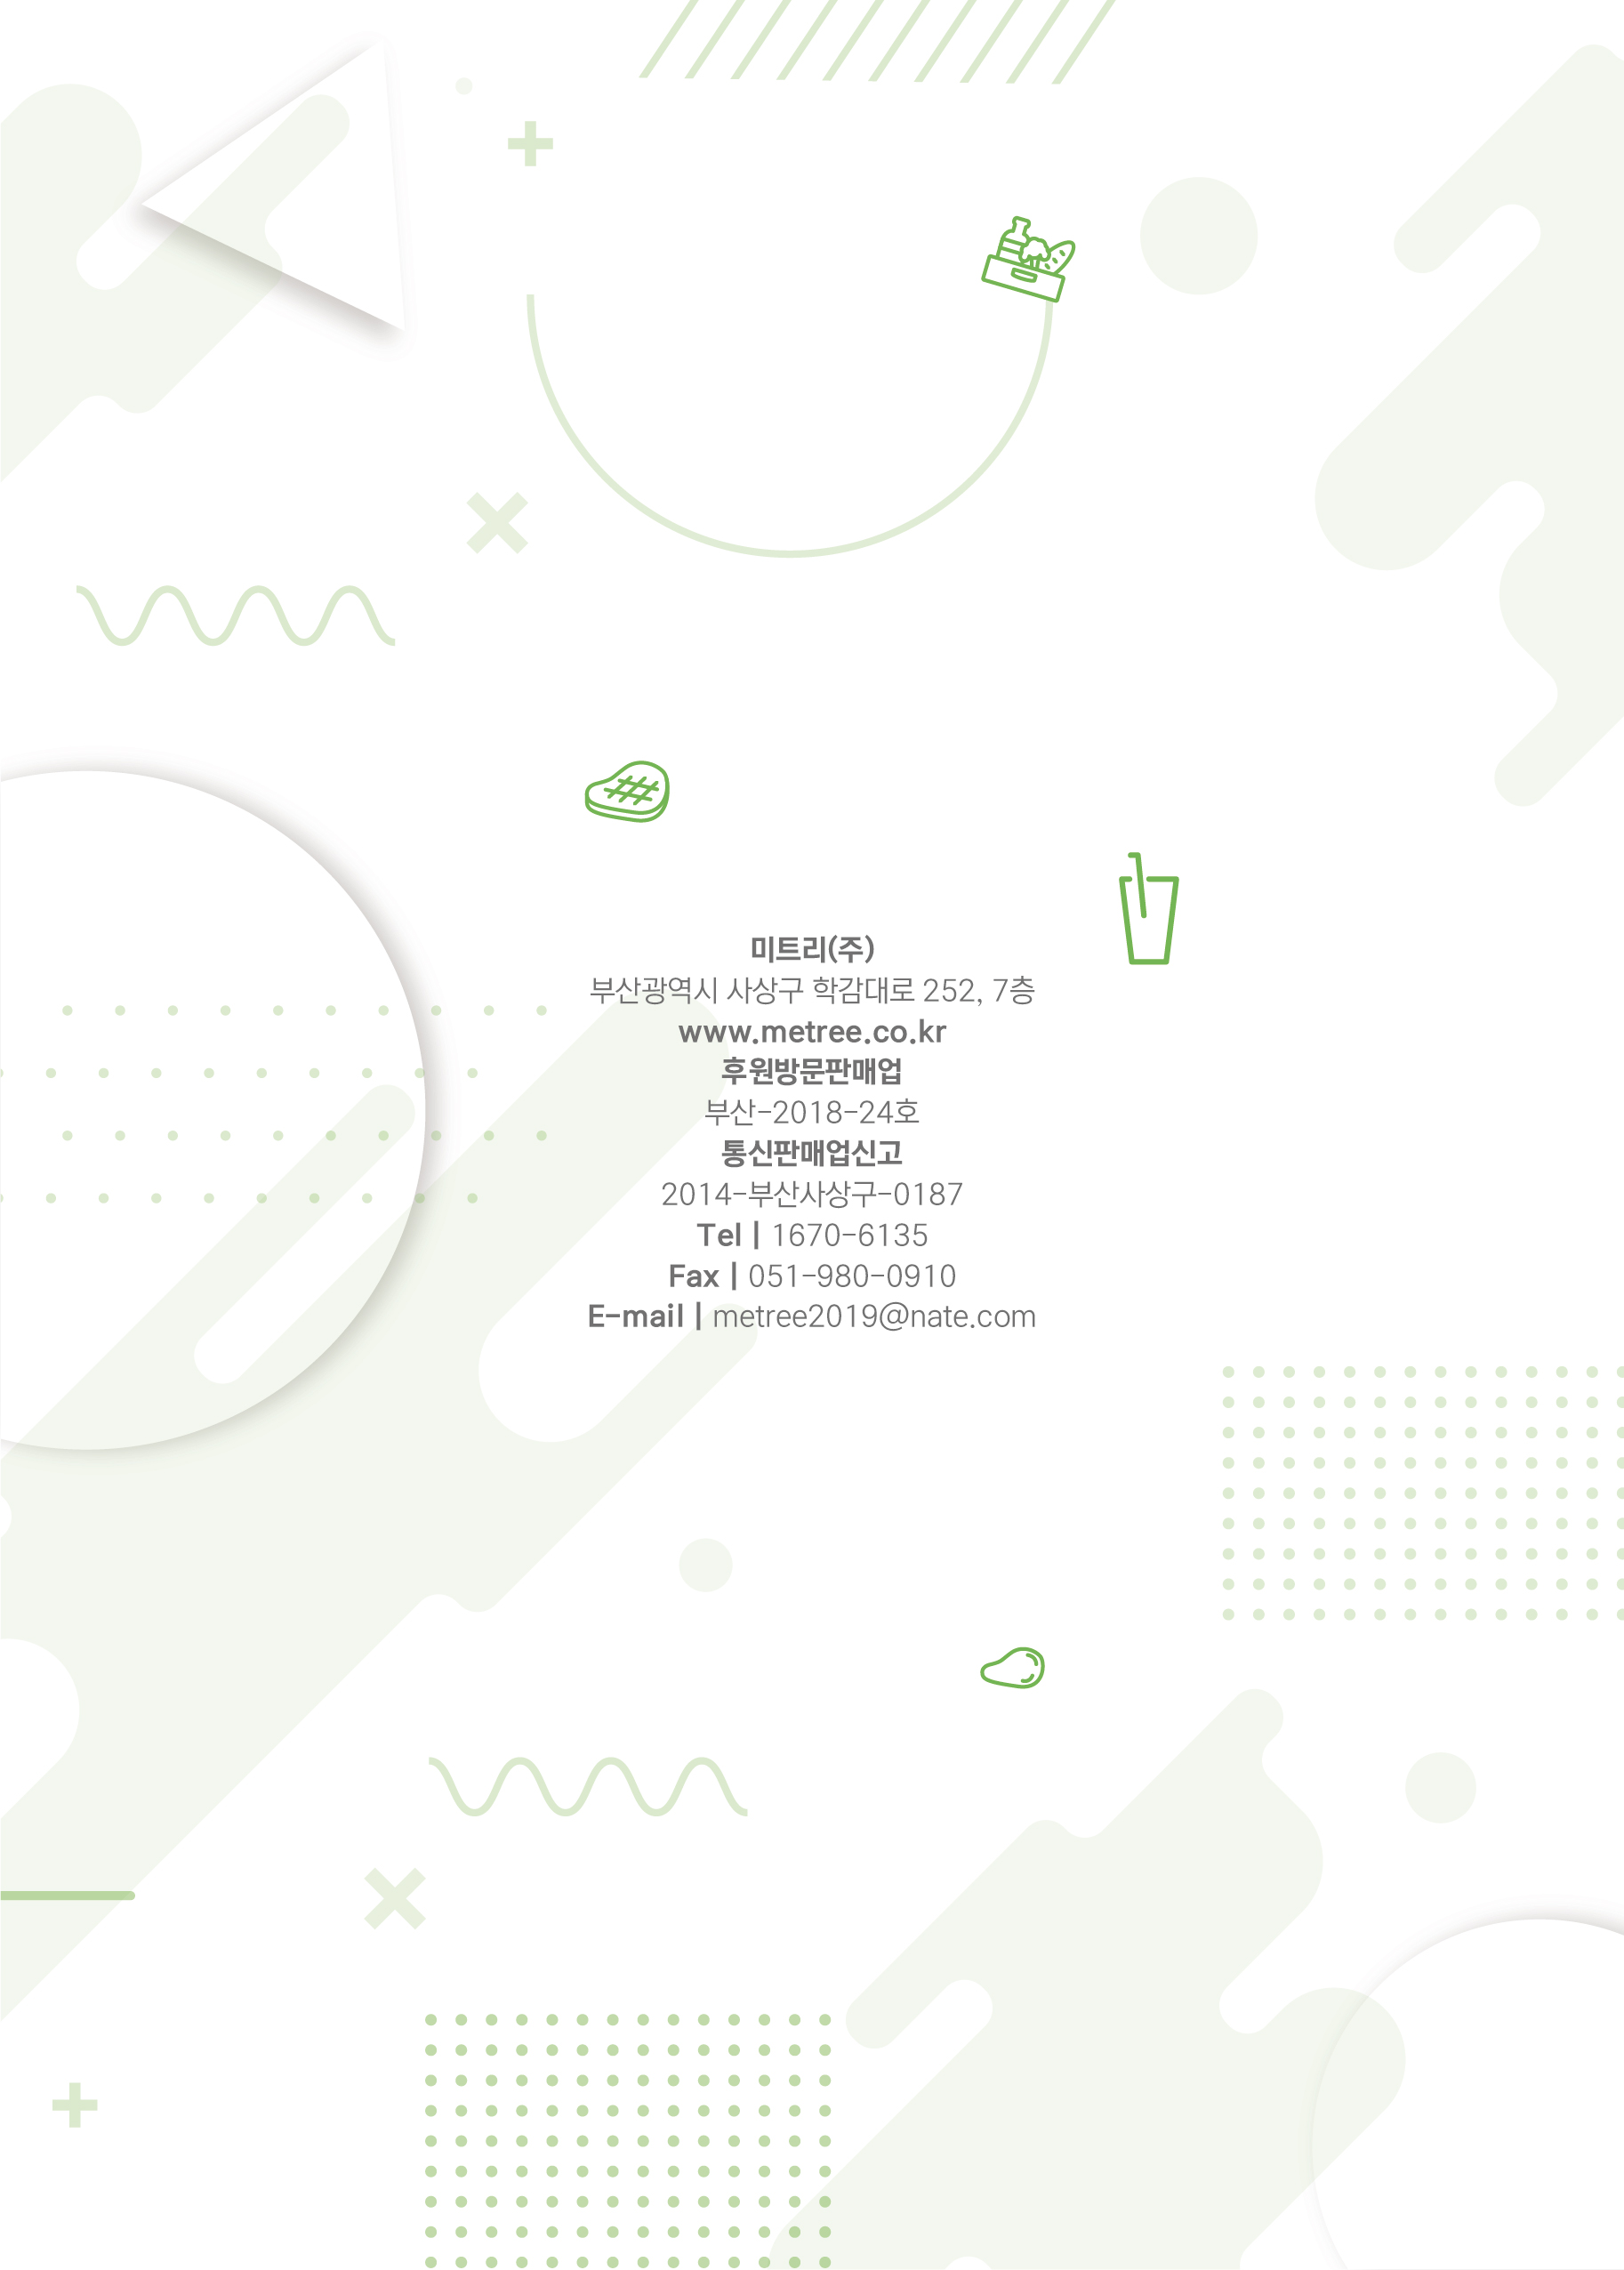 미트리(주)
부산광역시 사상구 학감대로 252, 7층
www.metree.co.kr
후원방문판매업
부산-2018-24호
통신판매업신고
2014-부산사상구-0187
Tel | 1670-6135
Fax | 051-980-0910
E-mail | metree2019@nate.com